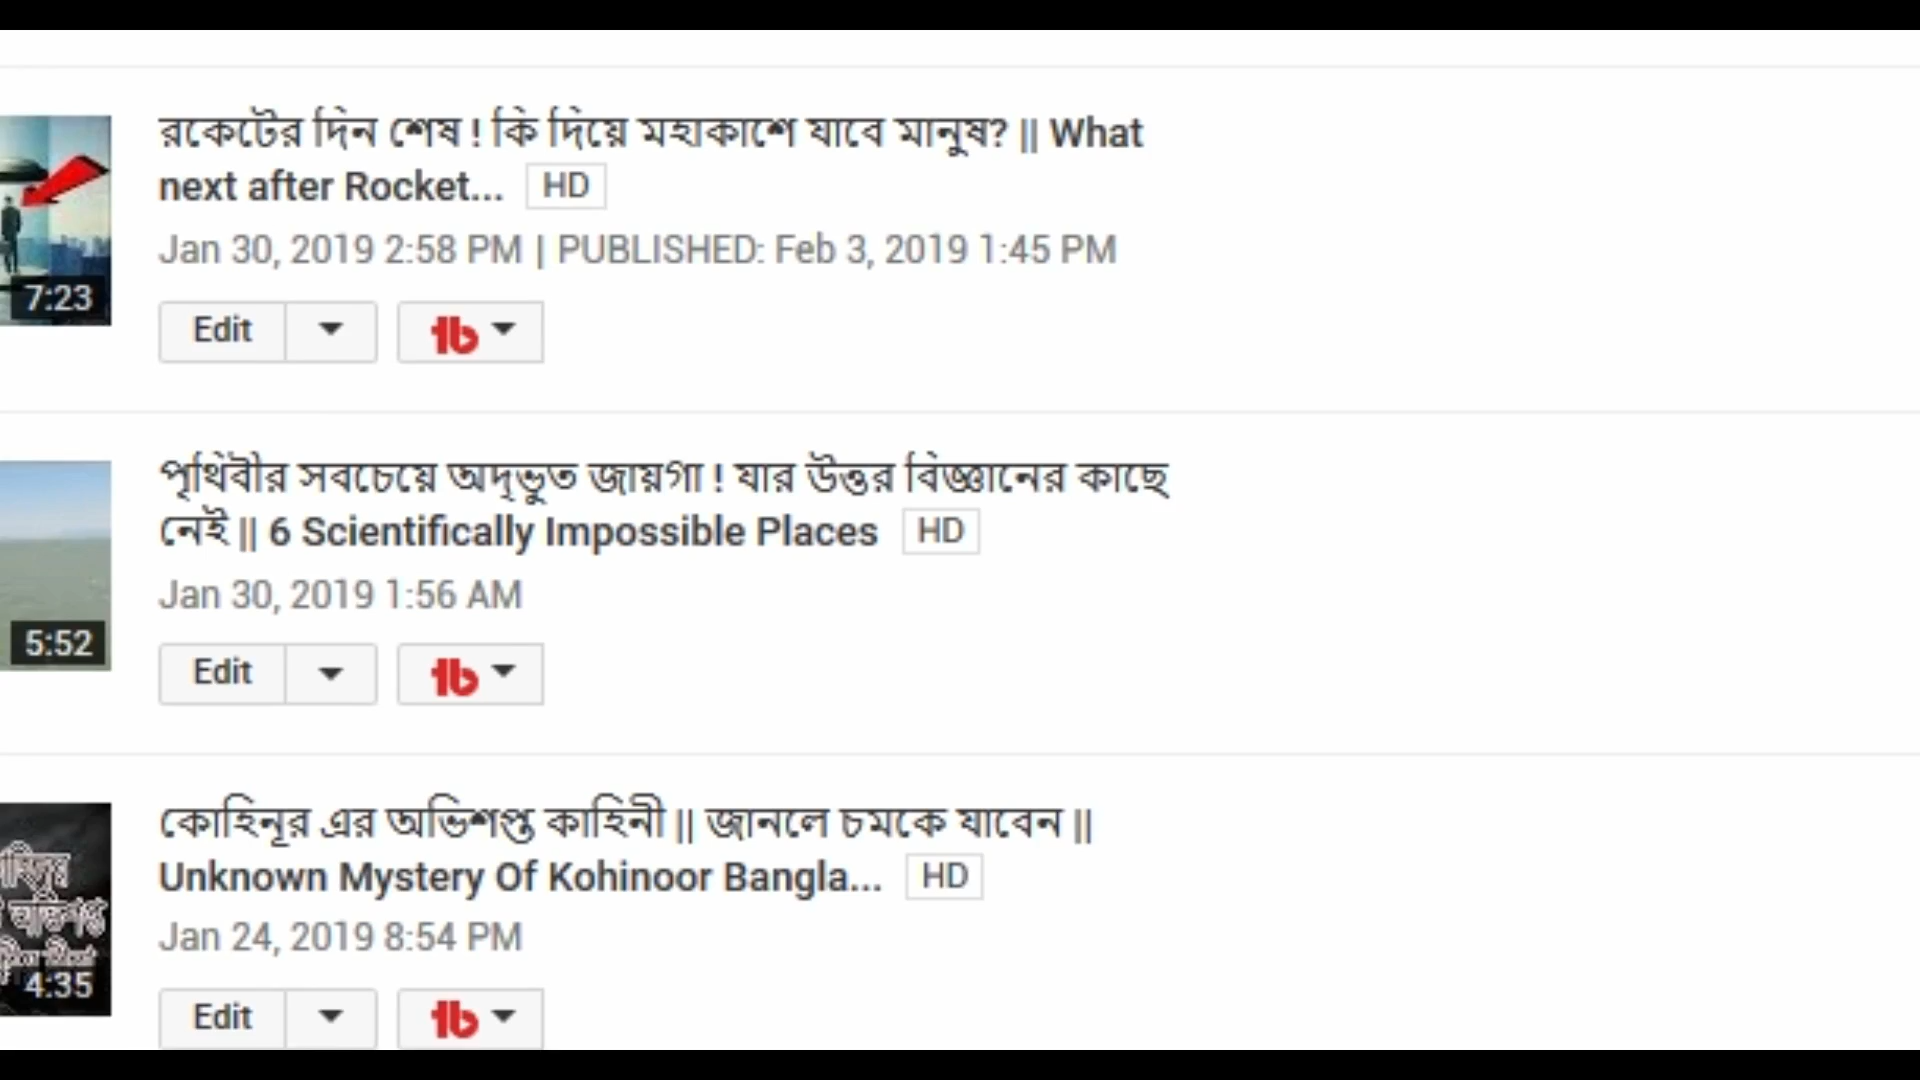 রকেটের দিন শেষ ! কি দিয়ে মহাকাশে যাবে মানুষ? || What
next after Rocket... HD
Jan 30, 2019 2:58 PM | PUBLISHED: Feb 3, 2019 1:45 PM
7:23
Edit
পৃথিবীর সবচেয়ে অদ্ভুত জায়গা ! যার উত্তর বিজ্ঞানের কাছে
নেই || 6 Scientifically Impossible Places HD
Jan 30, 2019 1:56 AM
5:52
Edit
কোহিনূর এর অভিশপ্ত কাহিনী || জানলে চমকে যাবেন ||
Unknown Mystery Of Kohinoor Bangla... HD
Jan 24, 2019 8:54 PM
4:35
Edit